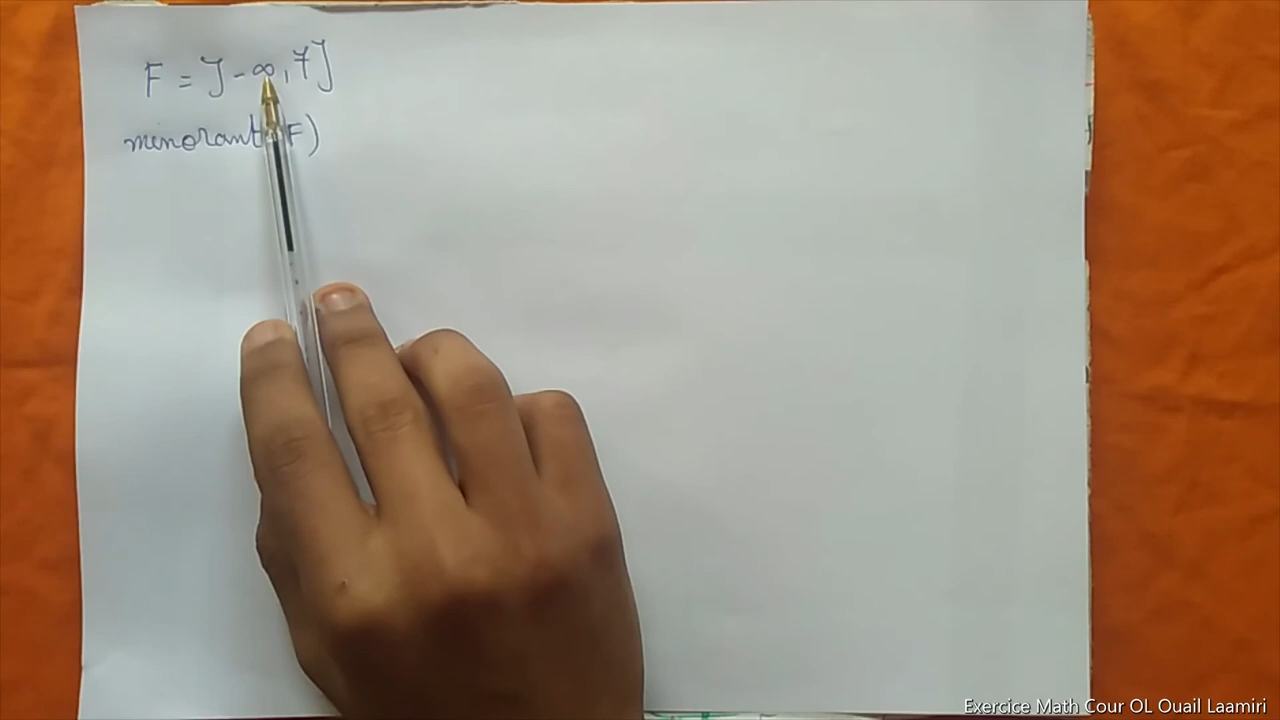 F = ]-∞, 7]
minorant F)
Exercice Math Cour OL Ouail Laamiri